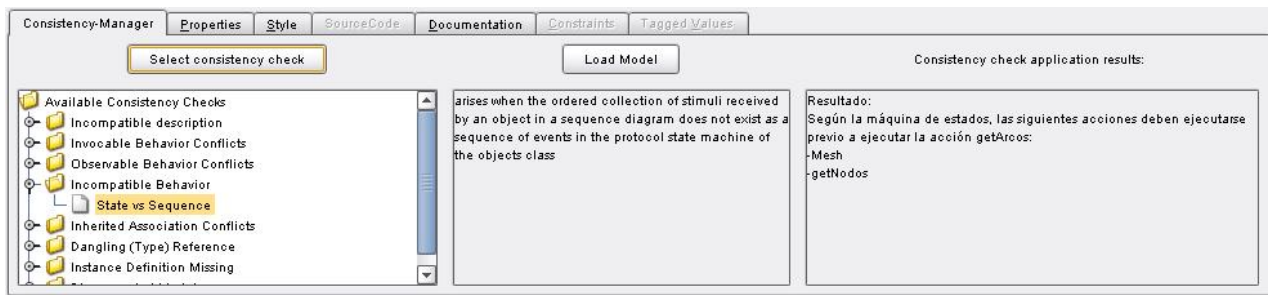 Consistency-Manager Properties Style SourceCode Documentation Constraints Tagged Values
Select consistency check
Load Model
Consistency check application results:
Available Consistency Checks
Incompatible description
Invocable Behavior Conflicts
Observable Behavior Conflicts
Incompatible Behavior
State vs Sequence
Inherited Association Conflicts
Dangling (Type) Reference
Instance Definition Missing
arises when the ordered collection of stimuli received
by an object in a sequence diagram does not exist as a
sequence of events in the protocol state machine of
the objects class
Resultado:
Según la máquina de estados, las siguientes acciones deben ejecutarse
previo a ejecutar la acción getArcos:
-Mesh
-getNodos